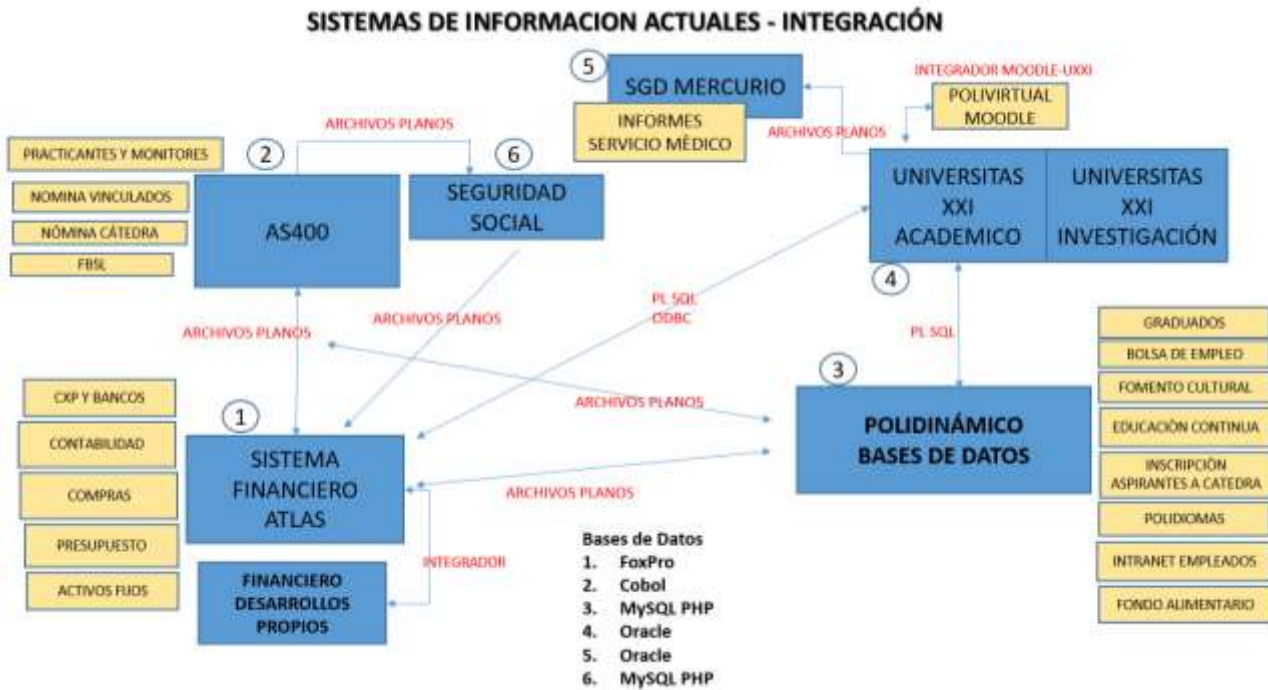 SISTEMAS DE INFORMACION ACTUALES - INTEGRACIÓN
5
SGD MERCURIO
INFORMES
SERVICIO MÈDICO
INTEGRADOR MOODLE-UXXI
POLIVIRTUAL
MOODLE
ARCHIVOS PLANOS
ARCHIVOS PLANOS
PRACTICANTES Y MONITORES
NOMINA VINCULADOS
NÓMINA CÁTEDRA
FBSL
2
AS400
6
SEGURIDAD
SOCIAL
UNIVERSITAS
XXI
ACADEMICO
UNIVERSITAS
XXI
INVESTIGACIÓN
4
ARCHIVOS PLANOS
ARCHIVOS PLANOS
PL SQL
ODBC
PL SQL
ARCHIVOS PLANOS
ARCHIVOS PLANOS
CXP Y BANCOS
CONTABILIDAD
COMPRAS
PRESUPUESTO
ACTIVOS FIJOS
1
SISTEMA
FINANCIERO
ATLAS
INTEGRADOR
FINANCIERO
DESARROLLOS
PROPIOS
3
POLIDINÁMICO
BASES DE DATOS
GRADUADOS
BOLSA DE EMPLEO
FOMENTO CULTURAL
EDUCACIÒN CONTINUA
INSCRIPCIÒN
ASPIRANTES A CATEDRA
POLIDIOMAS
INTRANET EMPLEADOS
FONDO ALIMENTARIO
Bases de Datos
1. FoxPro
2. Cobol
3. MySQL PHP
4. Oracle
5. Oracle
6. MySQL PHP